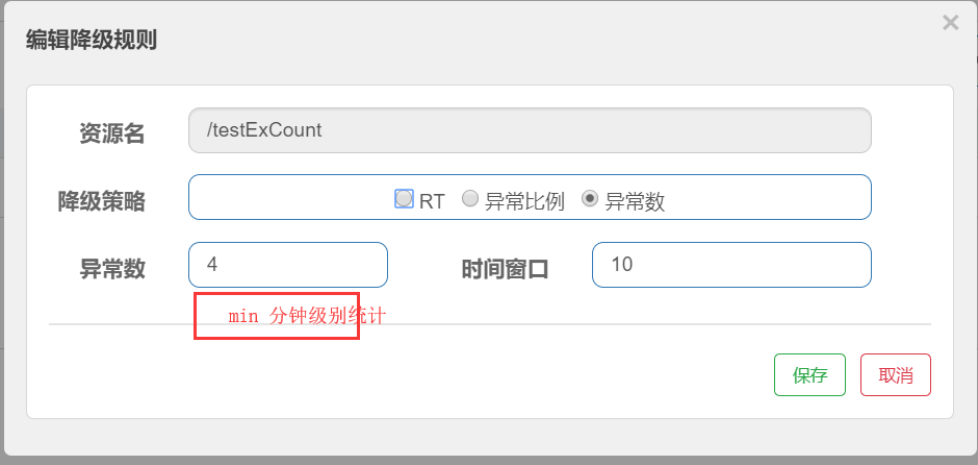 编辑降级规则
×
资源名 /testExCount
降级策略 RT 异常比例 异常数
异常数 4 时间窗口 10
min 分钟级别统计
保存 取消